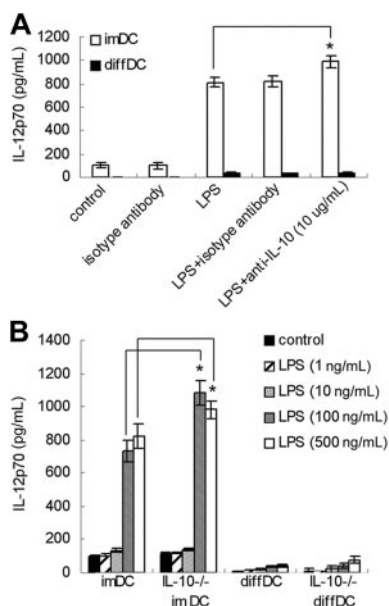 A
IL-12p70 (pg/mL)
1200
1000
800
600
400
200
0
imDC
diffDC
*
control
isotype antibody
LPS
LPS+isotype antibody
LPS+anti-IL-10 (10 ug/mL)
B
IL-12p70 (pg/mL)
1400
1200
1000
800
600
400
200
0
control
LPS (1 ng/mL)
LPS (10 ng/mL)
LPS (100 ng/mL)
LPS (500 ng/mL)
* *
imDC IL-10-/- diffDC IL-10-/-
imDC diffDC